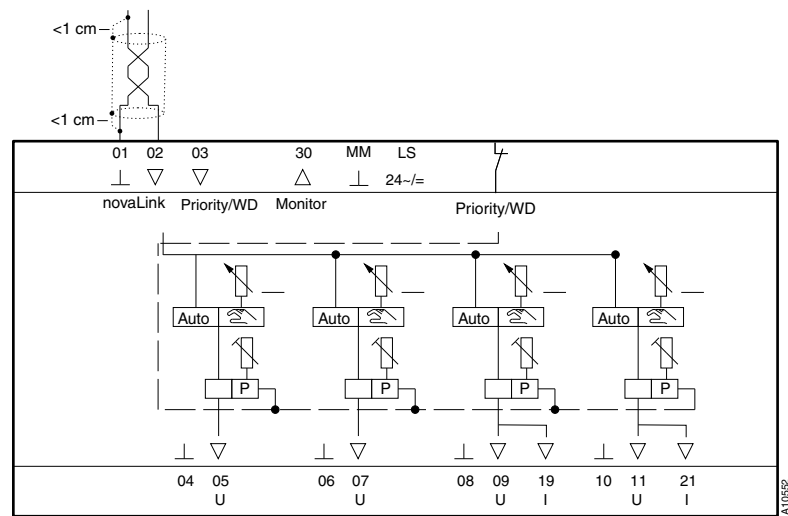 <1 cm
<1 cm
01 02 03 30 MM LS
24~/=
novaLink Priority/WD Monitor Priority/WD
Auto Auto Auto Auto
P P P P
04 05 06 07 08 09 19 10 11 21
U U U I U I
A10552